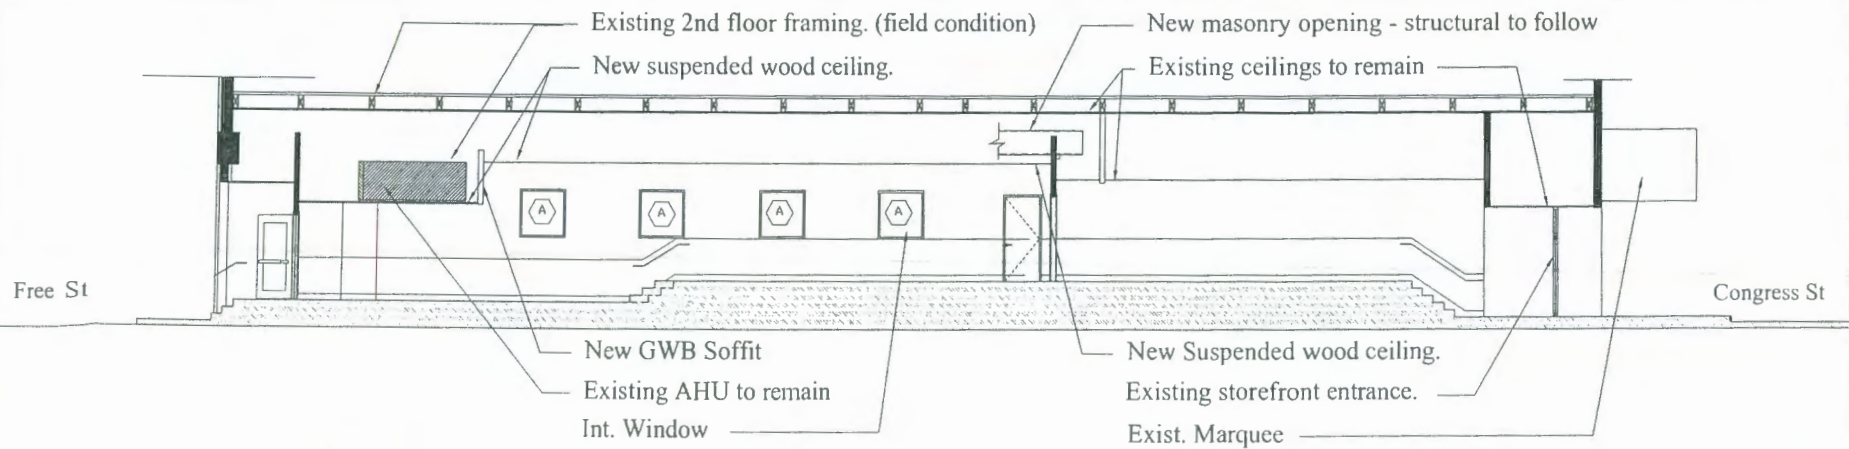 Existing 2nd floor framing. (field condition)
New masonry opening - structural to follow
New suspended wood ceiling.
Existing ceilings to remain
A
A
A
A
Free St
Congress St
New GWB Soffit
New Suspended wood ceiling.
Existing AHU to remain
Existing storefront entrance.
Int. Window
Exist. Marquee